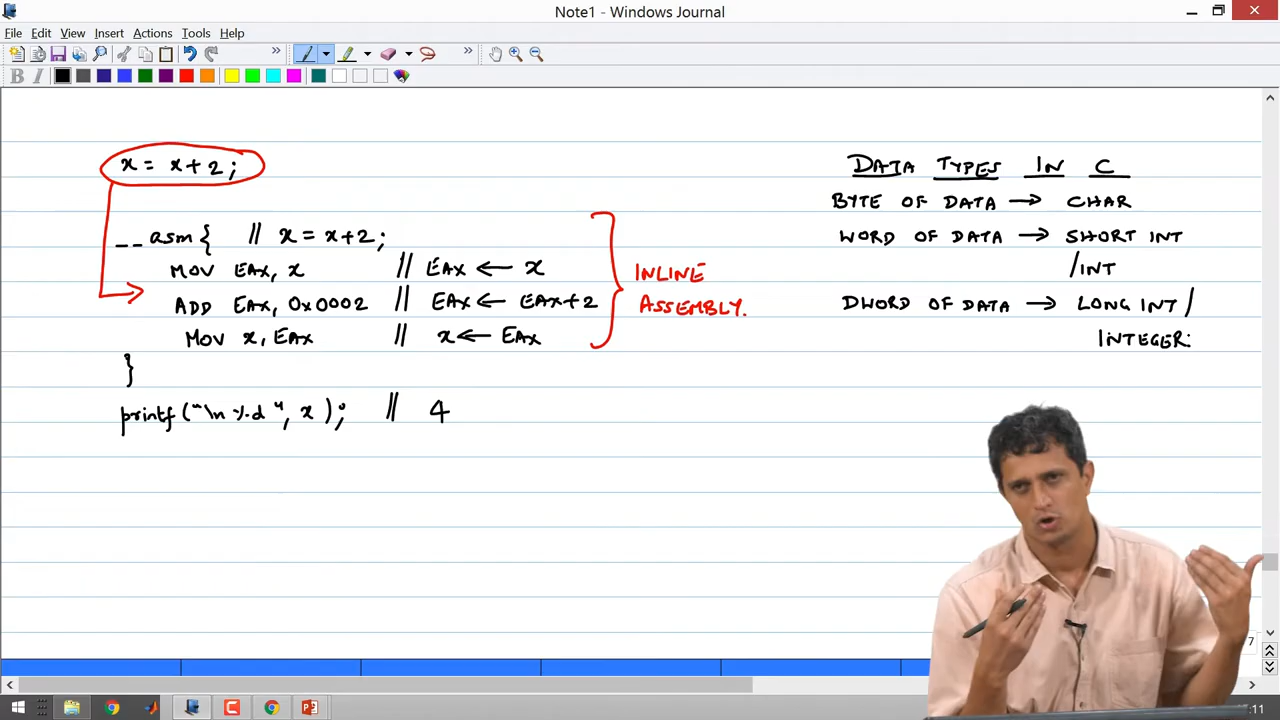 Note1 - Windows Journal
File Edit View Insert Actions Tools Help
B I
x = x+2;
__asm{ // x = x+2;
MOV EAX, x // EAX ← x
ADD EAX, 0x0002 // EAX ← EAX+2
MOV x, EAX // x ← EAX
}
printf("\n %d", x); // 4
INLINE
ASSEMBLY.
DATA TYPES IN C
BYTE OF DATA → CHAR
WORD OF DATA → SHORT INT
/INT
DWORD OF DATA → LONG INT/
INTEGER.
7
:11